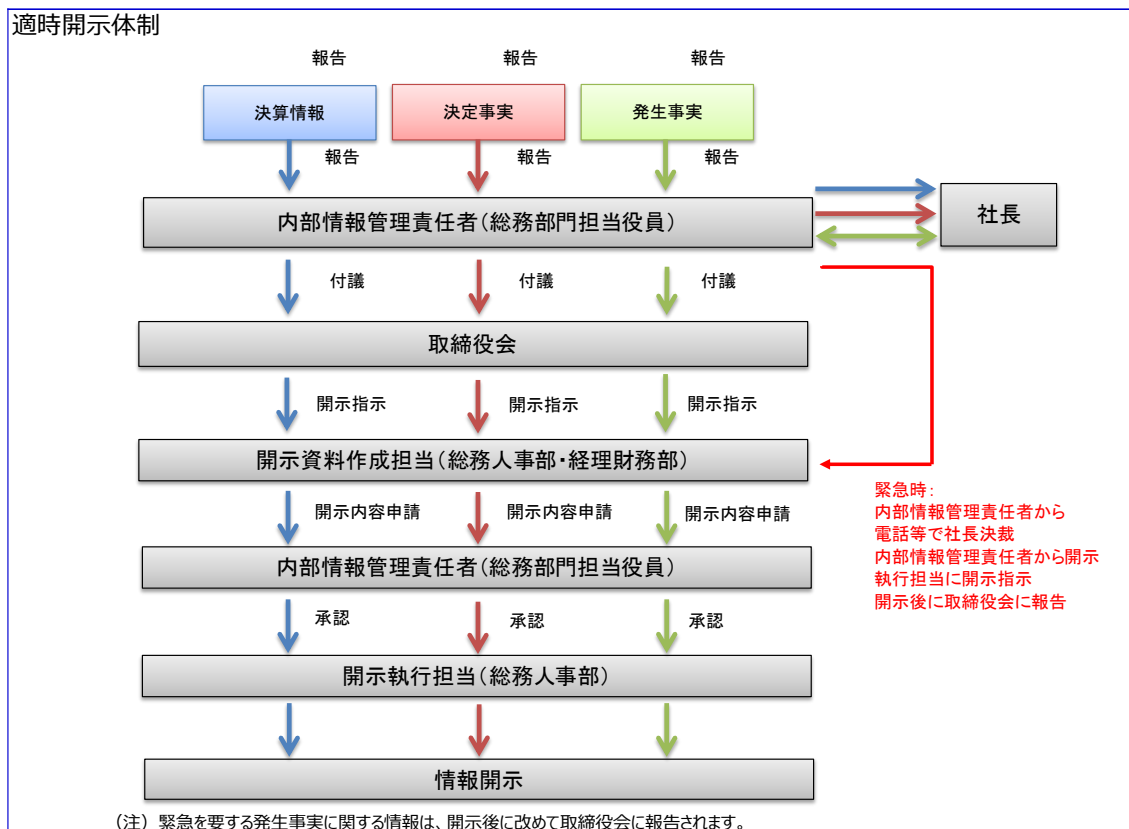 適時開示体制
報告 報告 報告
決算情報 決定事実 発生事実
報告 報告 報告
内部情報管理責任者(総務部門担当役員)
社長
付議 付議 付議
取締役会
開示指示 開示指示 開示指示
開示資料作成担当(総務人事部・経理財務部)
緊急時:
内部情報管理責任者から
電話等で社長決裁
内部情報管理責任者から開示
執行担当に開示指示
開示後に取締役会に報告
開示内容申請 開示内容申請 開示内容申請
内部情報管理責任者(総務部門担当役員)
承認 承認 承認
開示執行担当(総務人事部)
情報開示
(注) 緊急を要する発生事実に関する情報は、開示後に改めて取締役会に報告されます。